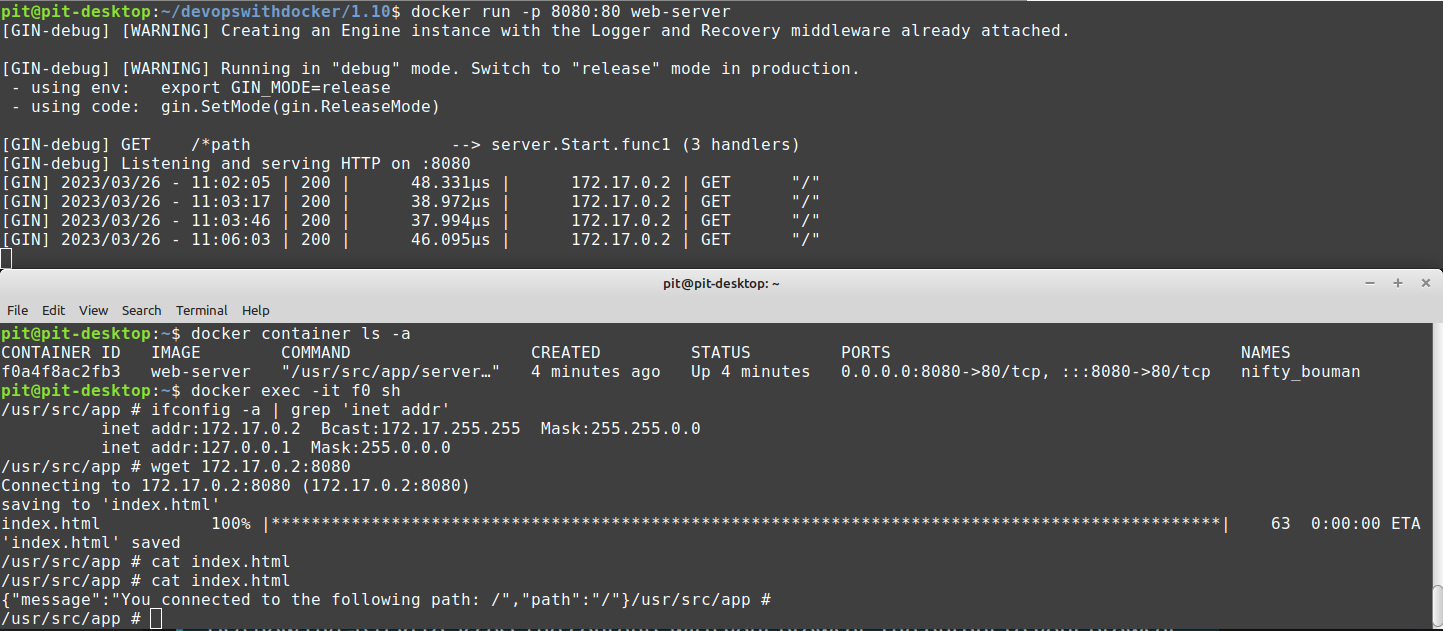 pit@pit-desktop:~/devopswithdocker/1.10$ docker run -p 8080:80 web-server
[GIN-debug] [WARNING] Creating an Engine instance with the Logger and Recovery middleware already attached.
[GIN-debug] [WARNING] Running in "debug" mode. Switch to "release" mode in production.
 - using env:   export GIN_MODE=release
 - using code:  gin.SetMode(gin.ReleaseMode)
[GIN-debug] GET    /*path                    --> server.Start.func1 (3 handlers)
[GIN-debug] Listening and serving HTTP on :8080
[GIN] 2023/03/26 - 11:02:05 | 200 |      48.331µs |      172.17.0.2 | GET      "/"
[GIN] 2023/03/26 - 11:03:17 | 200 |      38.972µs |      172.17.0.2 | GET      "/"
[GIN] 2023/03/26 - 11:03:46 | 200 |      37.994µs |      172.17.0.2 | GET      "/"
[GIN] 2023/03/26 - 11:06:03 | 200 |      46.095µs |      172.17.0.2 | GET      "/"
pit@pit-desktop: ~
File Edit View Search Terminal Help
pit@pit-desktop:~$ docker container ls -a
CONTAINER ID   IMAGE        COMMAND                  CREATED         STATUS         PORTS                                   NAMES
f0a4f8ac2fb3   web-server   "/usr/src/app/server…"   4 minutes ago   Up 4 minutes   0.0.0.0:8080->80/tcp, :::8080->80/tcp   nifty_bouman
pit@pit-desktop:~$ docker exec -it f0 sh
/usr/src/app # ifconfig -a | grep 'inet addr'
          inet addr:172.17.0.2  Bcast:172.17.255.255  Mask:255.255.0.0
          inet addr:127.0.0.1  Mask:255.0.0.0
/usr/src/app # wget 172.17.0.2:8080
Connecting to 172.17.0.2:8080 (172.17.0.2:8080)
saving to 'index.html'
index.html           100% |***********************************************************************************************|    63  0:00:00 ETA
'index.html' saved
/usr/src/app # cat index.html
/usr/src/app # cat index.html
{"message":"You connected to the following path: /","path":"/"}/usr/src/app #
/usr/src/app #